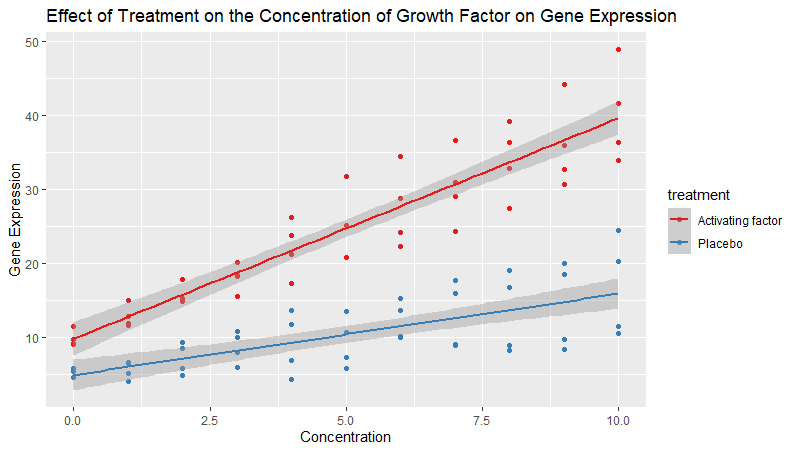 Effect of Treatment on the Concentration of Growth Factor on Gene Expression
50
40
30
20
10
Gene Expression
0.0 2.5 5.0 7.5 10.0
Concentration
treatment
Activating factor
Placebo